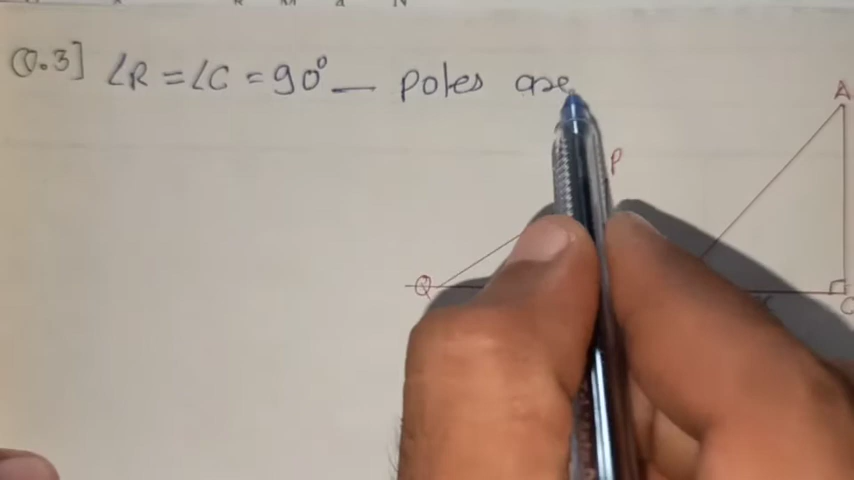 Q.3] ∠R = ∠C = 90° — poles are
A
P
Q
C